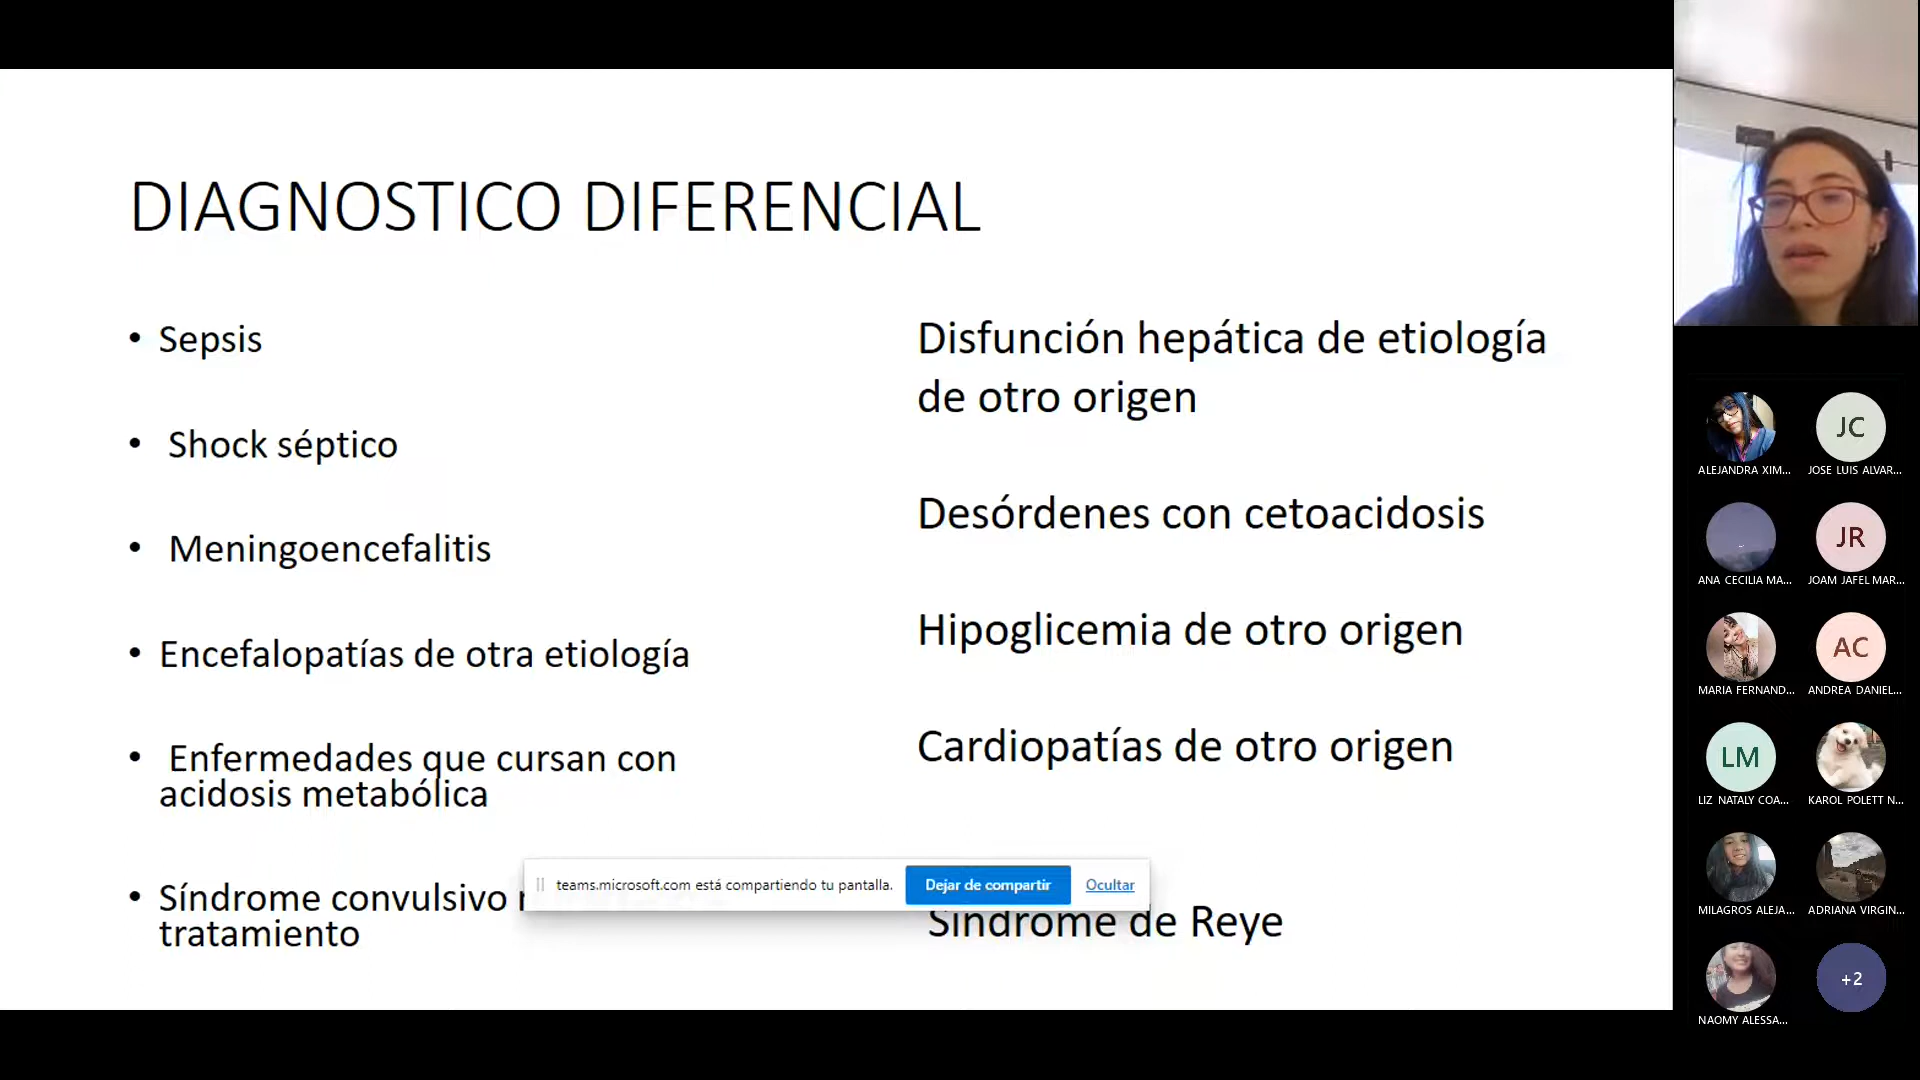 DIAGNOSTICO DIFERENCIAL
• Sepsis
• Shock séptico
• Meningoencefalitis
• Encefalopatías de otra etiología
• Enfermedades que cursan con
acidosis metabólica
• Síndrome convulsivo
tratamiento
Disfunción hepática de etiología
de otro origen
Desórdenes con cetoacidosis
Hipoglicemia de otro origen
Cardiopatías de otro origen
Síndrome de Reye
teams.microsoft.com está compartiendo tu pantalla.
Dejar de compartir
Ocultar
ALEJANDRA XIM...
JC
JOSE LUIS ALVAR...
ANA CECILIA MA...
JR
JOAM JAFEL MAR...
MARIA FERNAND...
AC
ANDREA DANIEL...
LM
LIZ NATALY COA...
KAROL POLETT N...
MILAGROS ALEJA...
ADRIANA VIRGIN...
NAOMY ALESSA...
+2